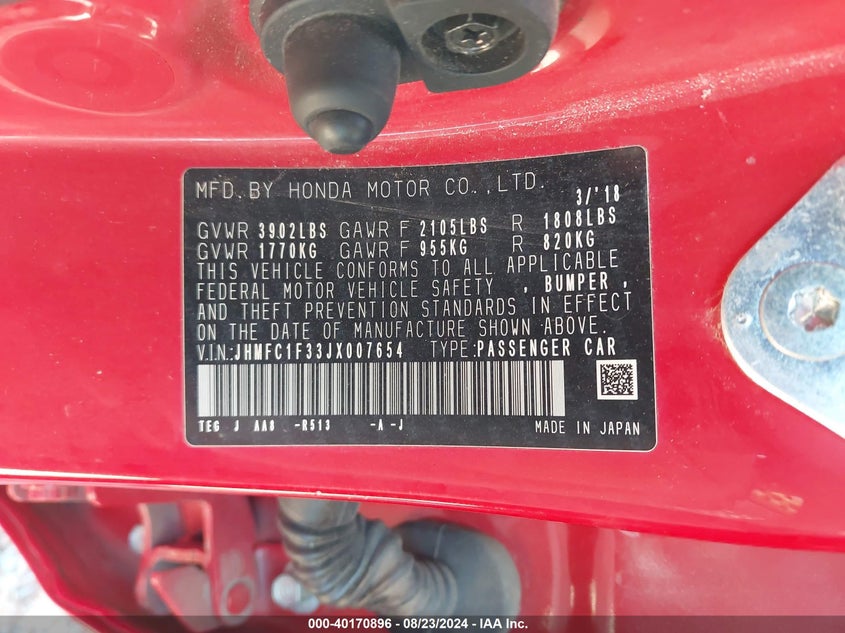 MFD. BY HONDA MOTOR CO.,LTD. 3/'18
GVWR 3902LBS GAWR F 2105LBS R 1808LBS
GVWR 1770KG GAWR F 955KG R 820KG
THIS VEHICLE CONFORMS TO ALL APPLICABLE
FEDERAL MOTOR VEHICLE SAFETY , BUMPER ,
AND THEFT PREVENTION STANDARDS IN EFFECT
ON THE DATE OF MANUFACTURE SHOWN ABOVE.
V.I.N.:JHMFC1F33JX007654 TYPE:PASSENGER CAR
TEG J AA8 -R513 -A -J MADE IN JAPAN
000-40170896 - 08/23/2024 - IAA Inc.